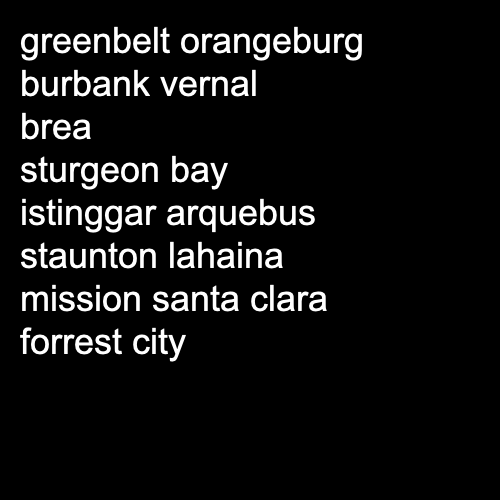 greenbelt orangeburg
burbank vernal
brea
sturgeon bay
istinggar arquebus
staunton lahaina
mission santa clara
forrest city